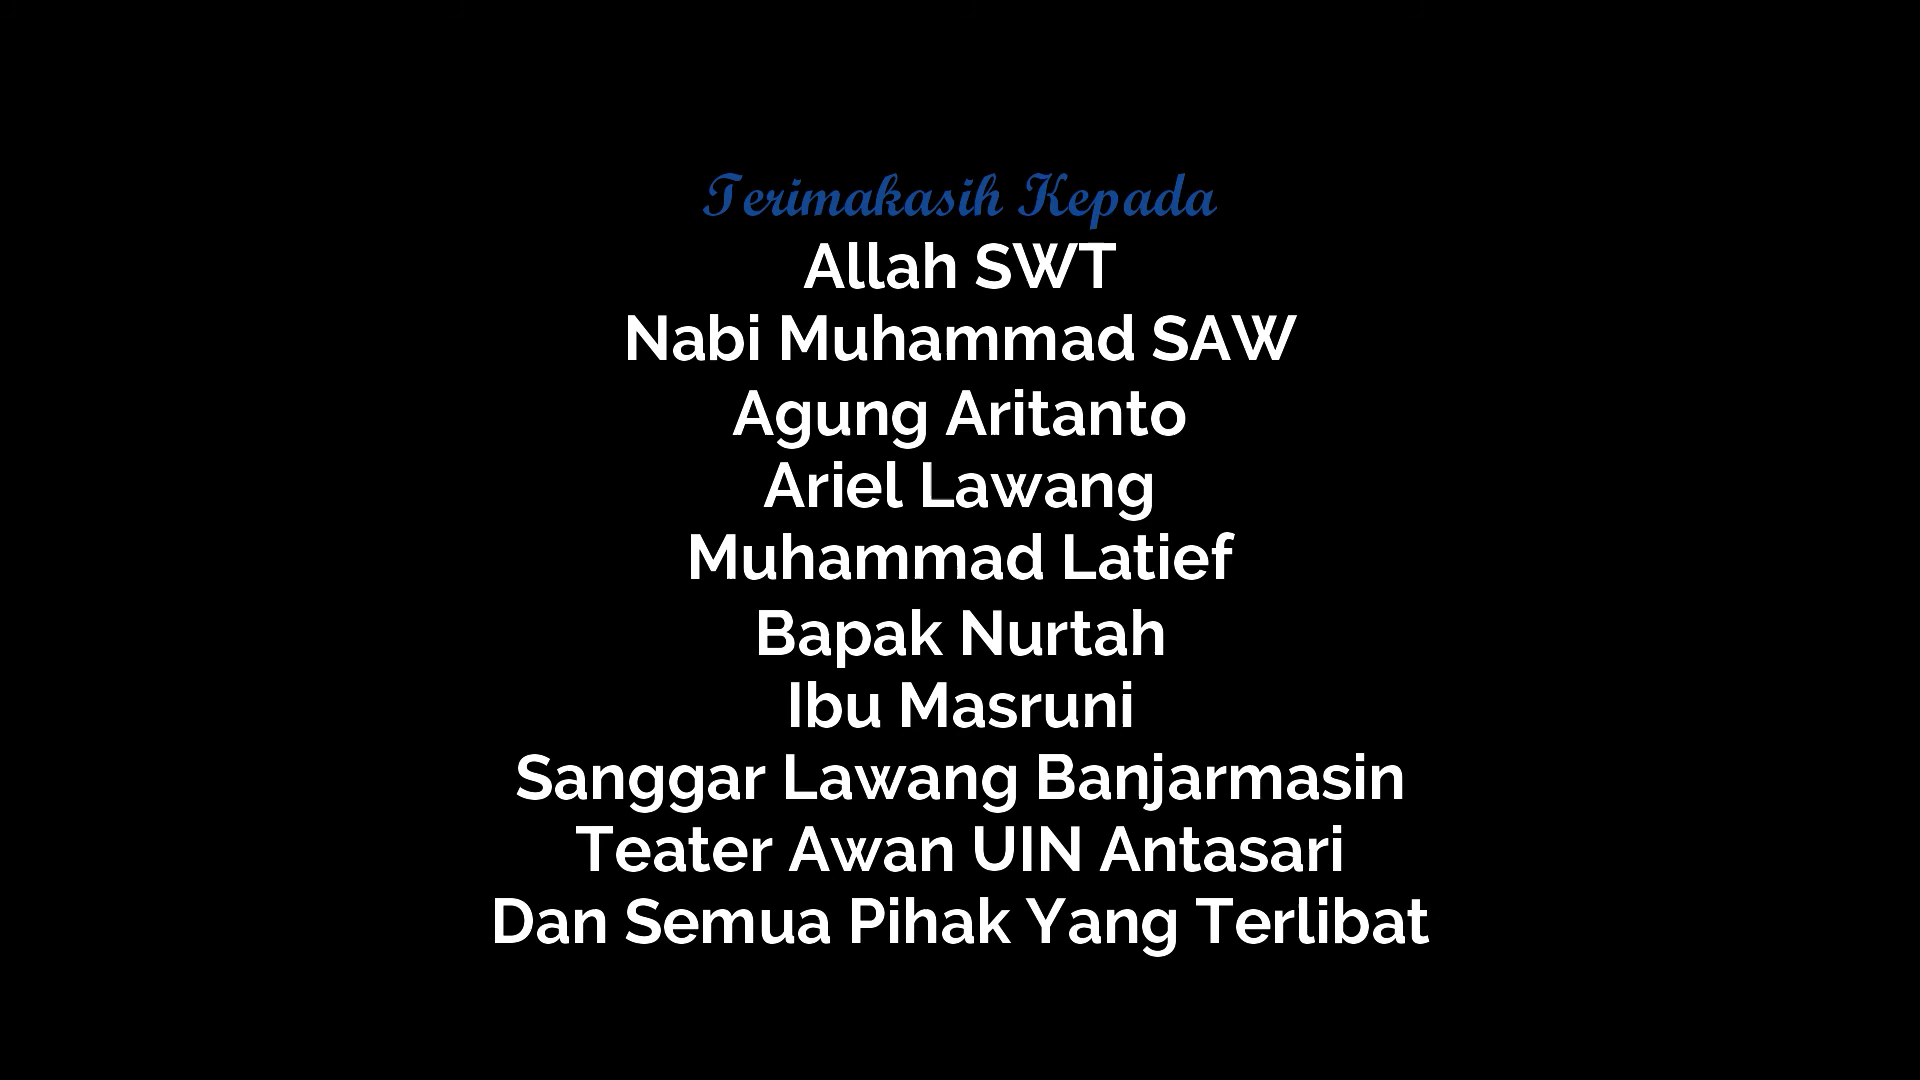 Terimakasih Kepada
Allah SWT
Nabi Muhammad SAW
Agung Aritanto
Ariel Lawang
Muhammad Latief
Bapak Nurtah
Ibu Masruni
Sanggar Lawang Banjarmasin
Teater Awan UIN Antasari
Dan Semua Pihak Yang Terlibat